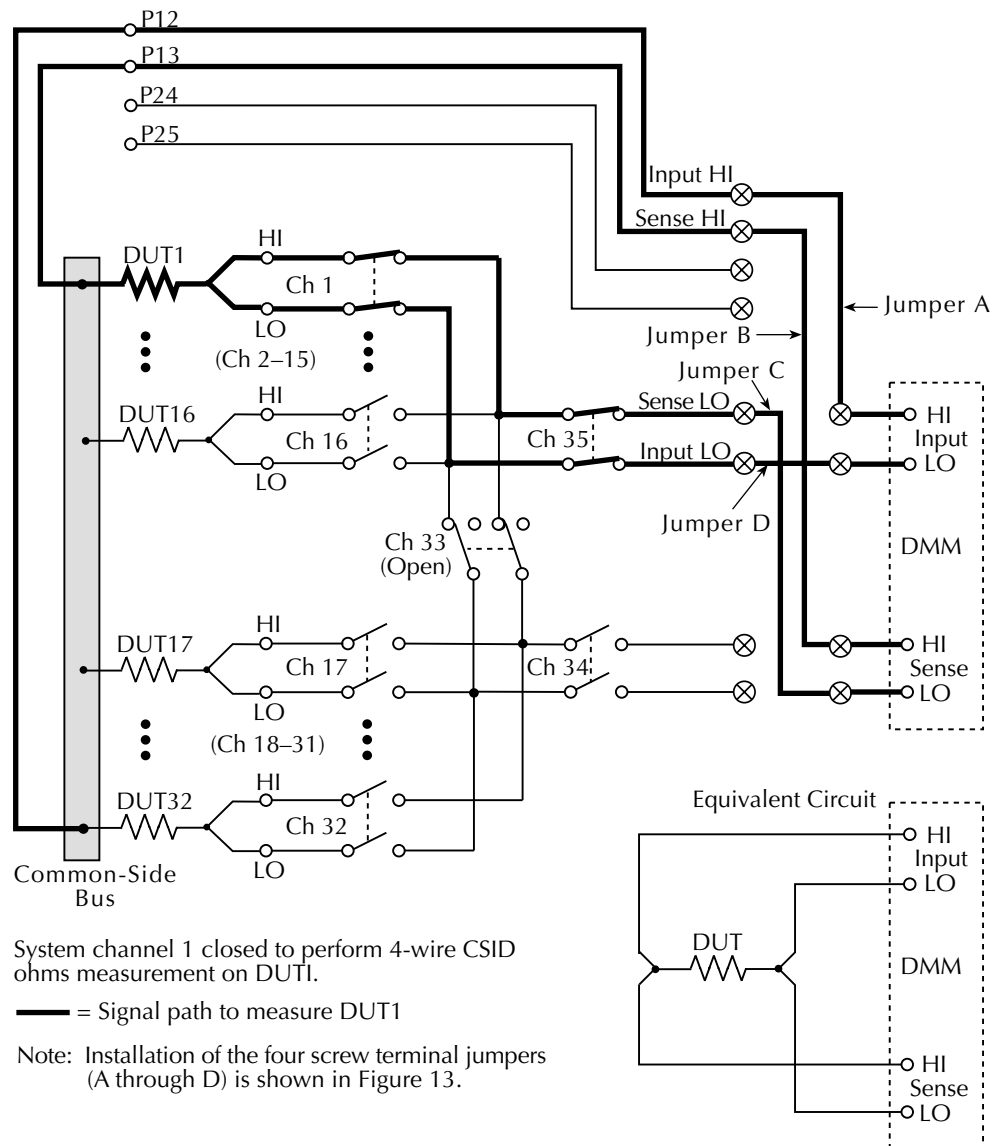 P12
P13
P24
P25
Input HI
Sense HI
DUT1
HI
Ch 1
LO
(Ch 2–15)
Jumper A
Jumper B
Jumper C
DUT16
HI
Ch 16
LO
Sense LO
Ch 35
Input LO
Jumper D
HI
Input
LO
DMM
Ch 33
(Open)
DUT17
HI
Ch 17
LO
(Ch 18–31)
Ch 34
HI
Sense
LO
DUT32
HI
Ch 32
LO
Common-Side
Bus
Equivalent Circuit
HI
Input
LO
DUT
DMM
HI
Sense
LO
System channel 1 closed to perform 4-wire CSID
ohms measurement on DUTI.
= Signal path to measure DUT1
Note: Installation of the four screw terminal jumpers
(A through D) is shown in Figure 13.